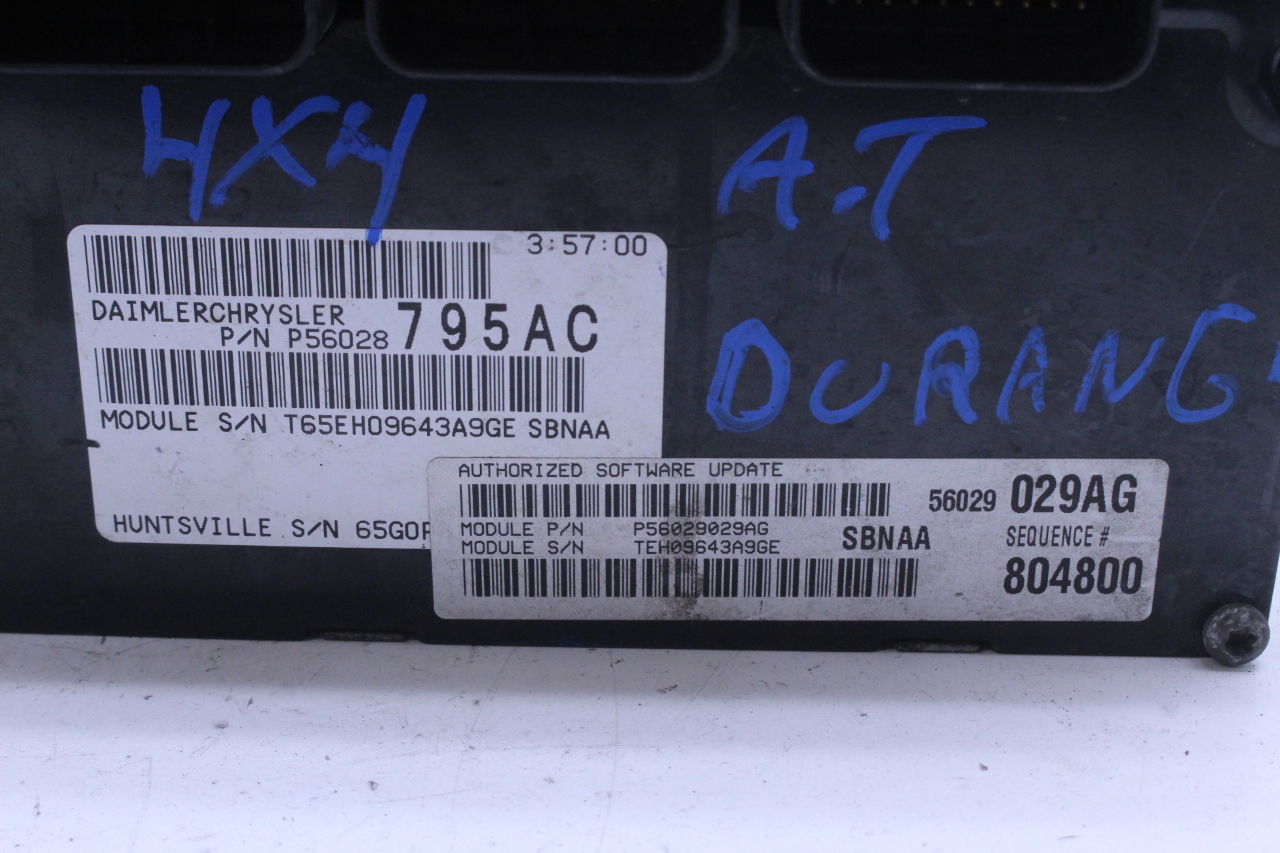 4X4
A.T
3:57:00
DAIMLERCHRYSLER
P/N P56028 795AC
DURANG
MODULE S/N T65EH09643A9GE SBNAA
HUNTSVILLE S/N
AUTHORIZED SOFTWARE UPDATE
56029 029AG
MODULE P/N P56029029AG
MODULE S/N TEH09643A9GE
SBNAA
SEQUENCE #
804800